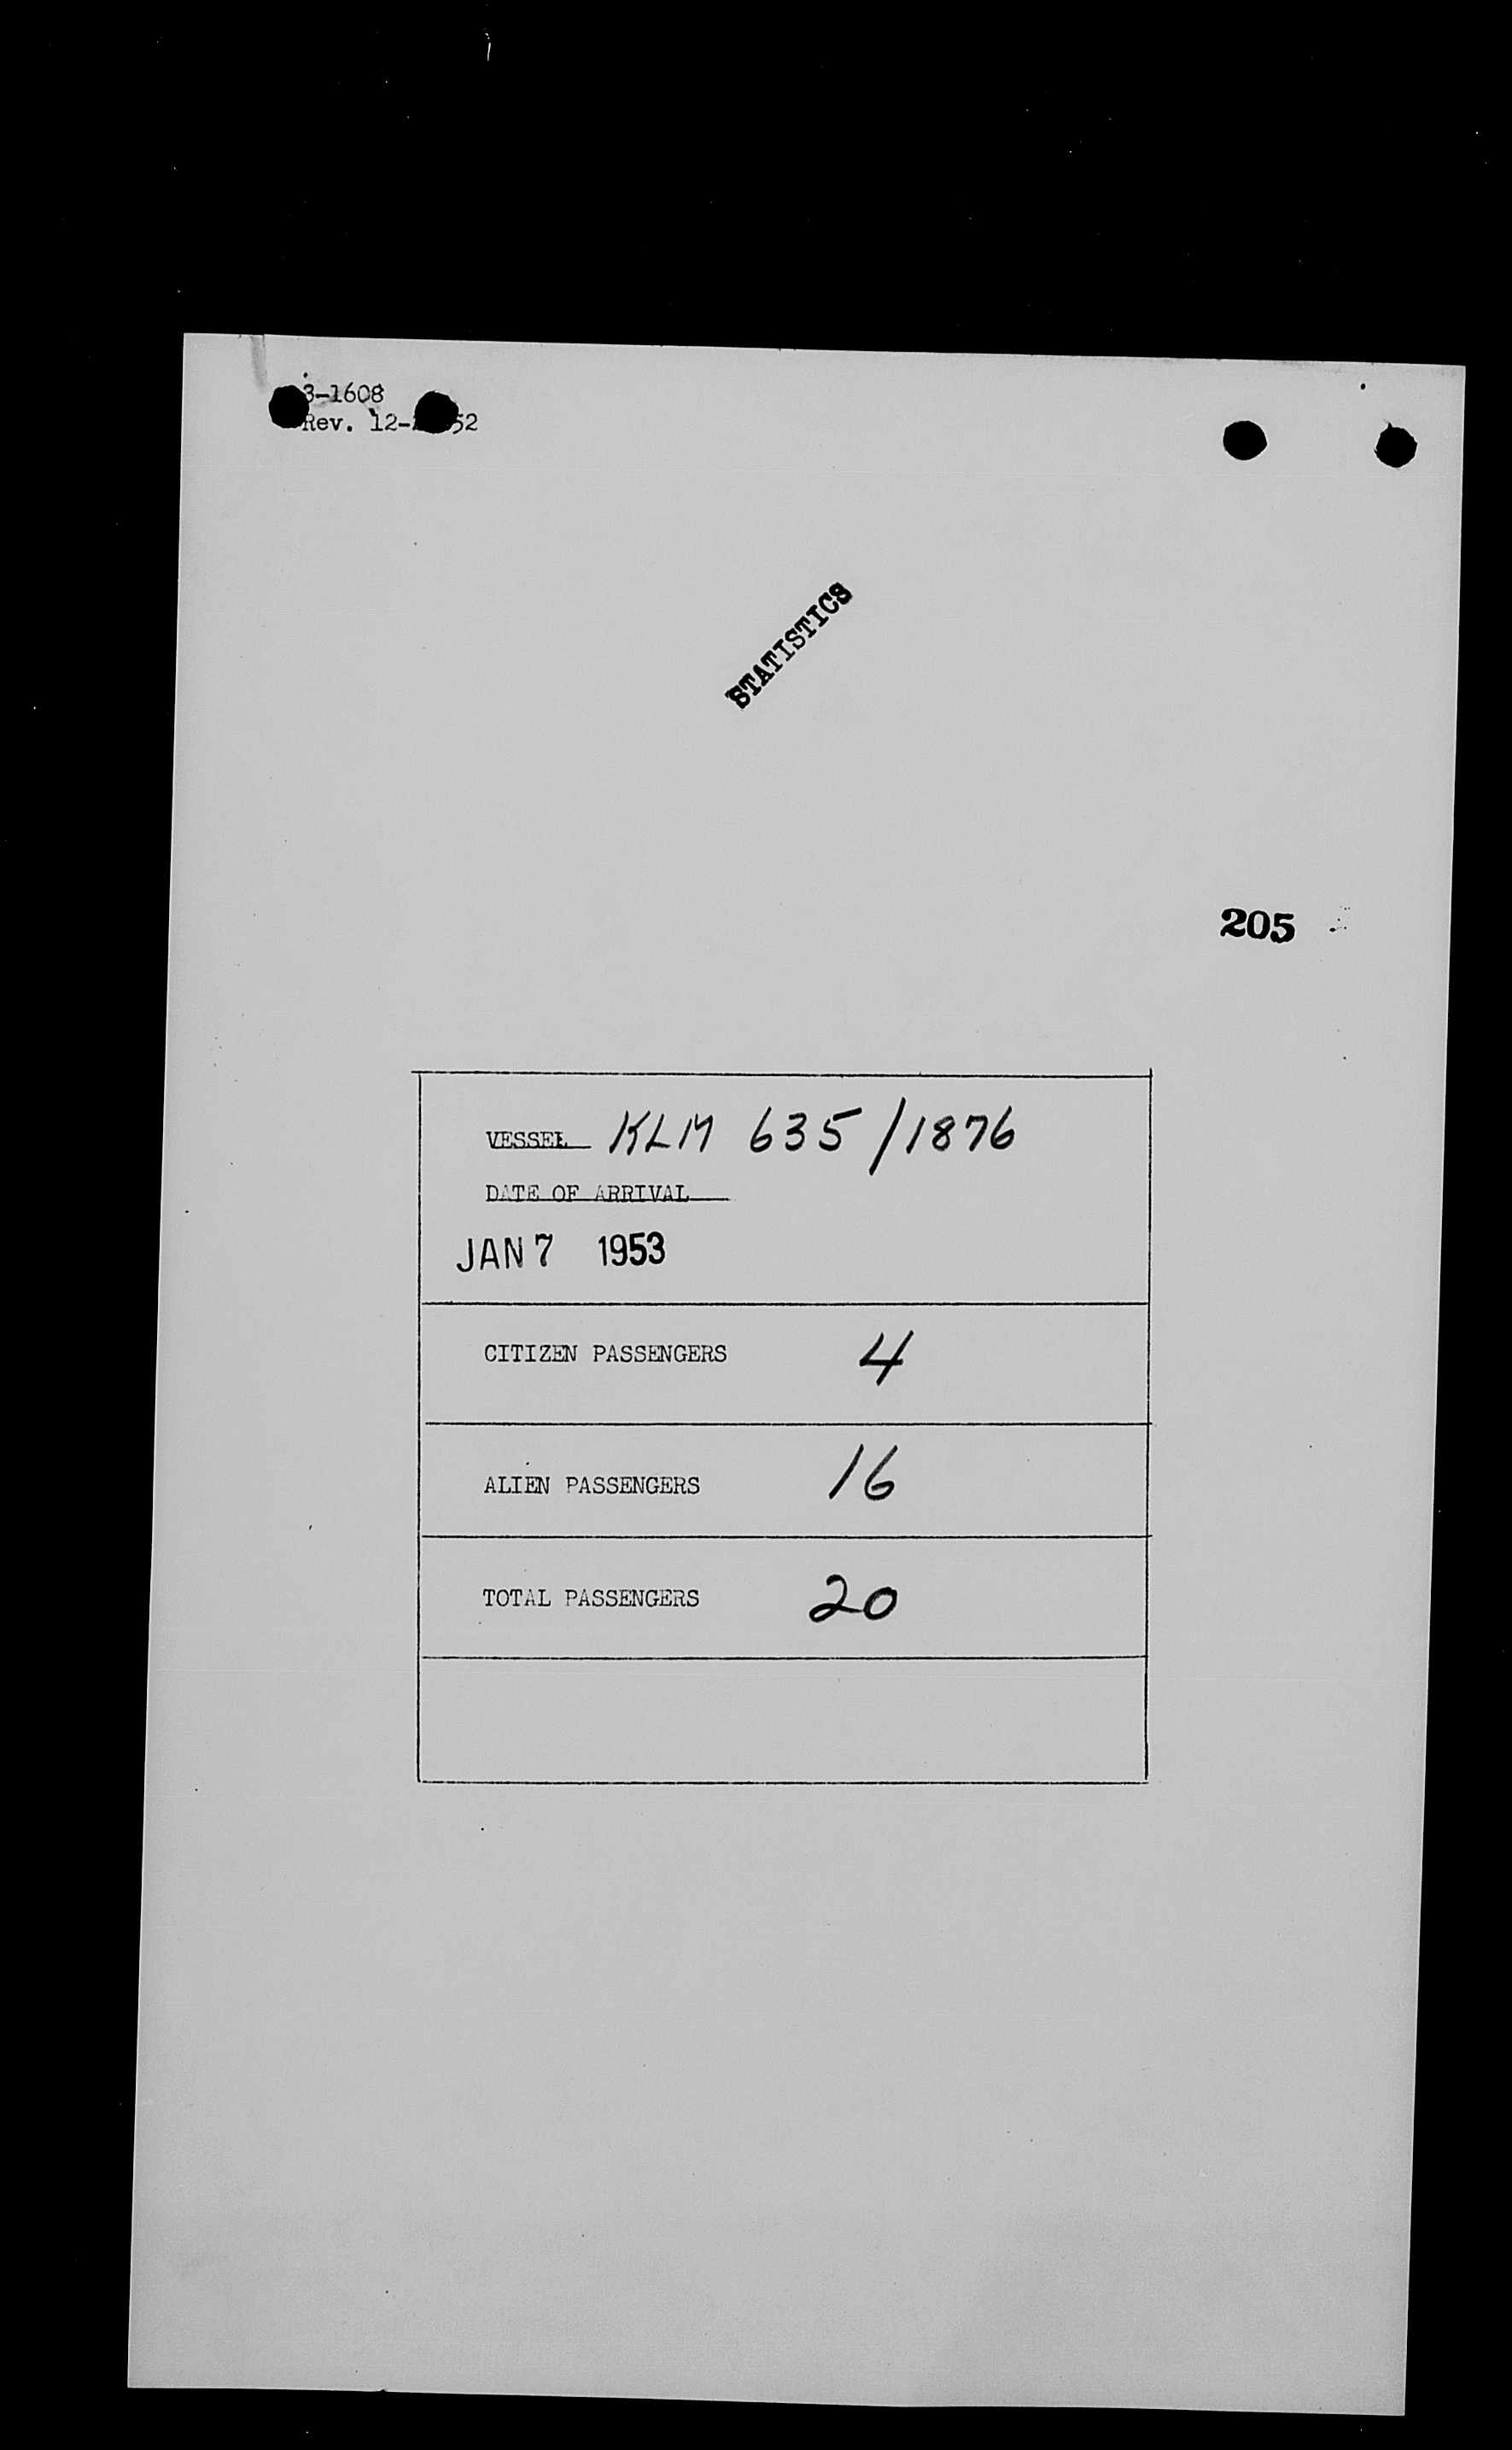 3-1608
Rev. 12-  52
STATISTICS
205
VESSEL KLM 635/1876
DATE OF ARRIVAL
JAN 7 1953
CITIZEN PASSENGERS 4
ALIEN PASSENGERS 16
TOTAL PASSENGERS 20